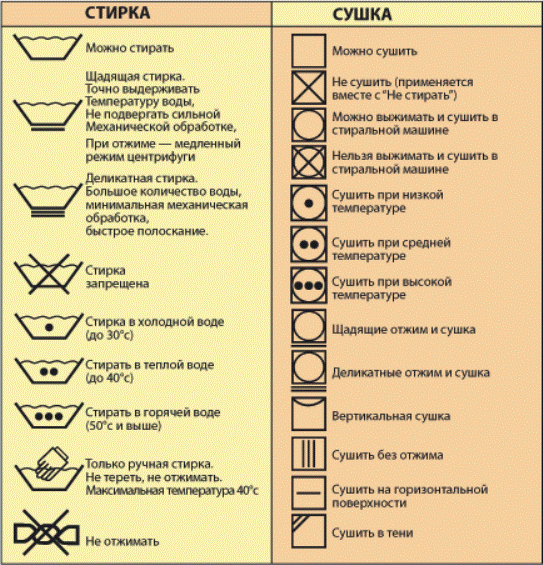 СТИРКА
Можно стирать
Щадящая стирка.
Точно выдерживать
Температуру воды,
Не подвергать сильной
Механической обработке,
При отжиме — медленный
режим центрифуги
Деликатная стирка.
Большое количество воды,
минимальная механическая
обработка,
быстрое полоскание.
Стирка
запрещена
Стирка в холодной воде
(до 30°с)
Стирать в теплой воде
(до 40°с)
Стирать в горячей воде
(50°с и выше)
Только ручная стирка.
Не тереть, не отжимать.
Максимальная температура 40°с
Не отжимать
СУШКА
Можно сушить
Не сушить (применяется
вместе с “Не стирать”)
Можно выжимать и сушить в
стиральной машине
Нельзя выжимать и сушить в
стиральной машине
Сушить при низкой
температуре
Сушить при средней
температуре
Сушить при высокой
температуре
Щадящие отжим и сушка
Деликатные отжим и сушка
Вертикальная сушка
Сушить без отжима
Сушить на горизонтальной
поверхности
Сушить в тени